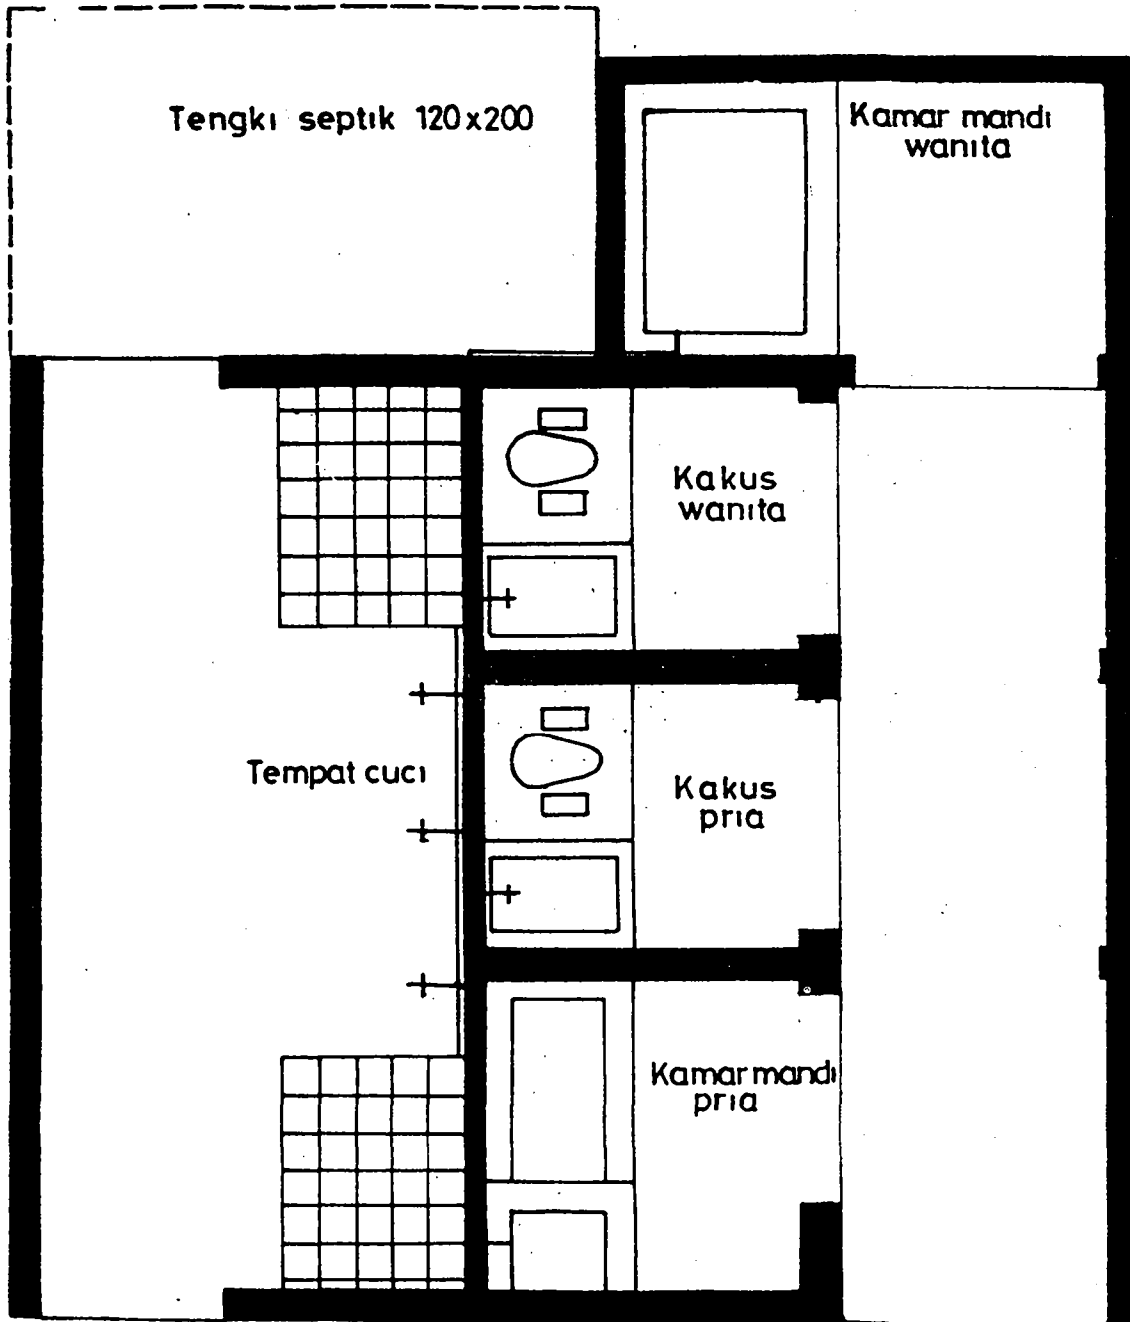 Tengki septik 120x200
Kamar mandi
wanita
Kakus
wanita
Tempat cuci
Kakus
pria
Kamar mandi
pria